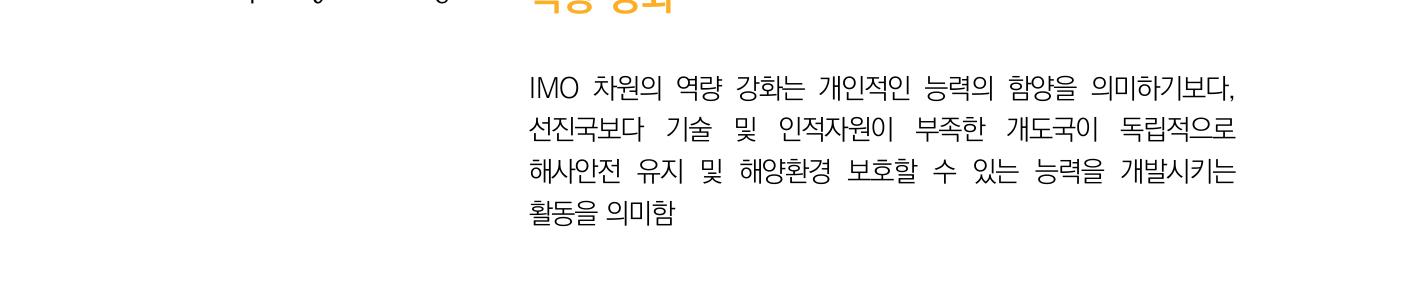 IMO 차원의 역량 강화는 개인적인 능력의 함양을 의미하기보다,
선진국보다 기술 및 인적자원이 부족한 개도국이 독립적으로
해사안전 유지 및 해양환경 보호할 수 있는 능력을 개발시키는
활동을 의미함